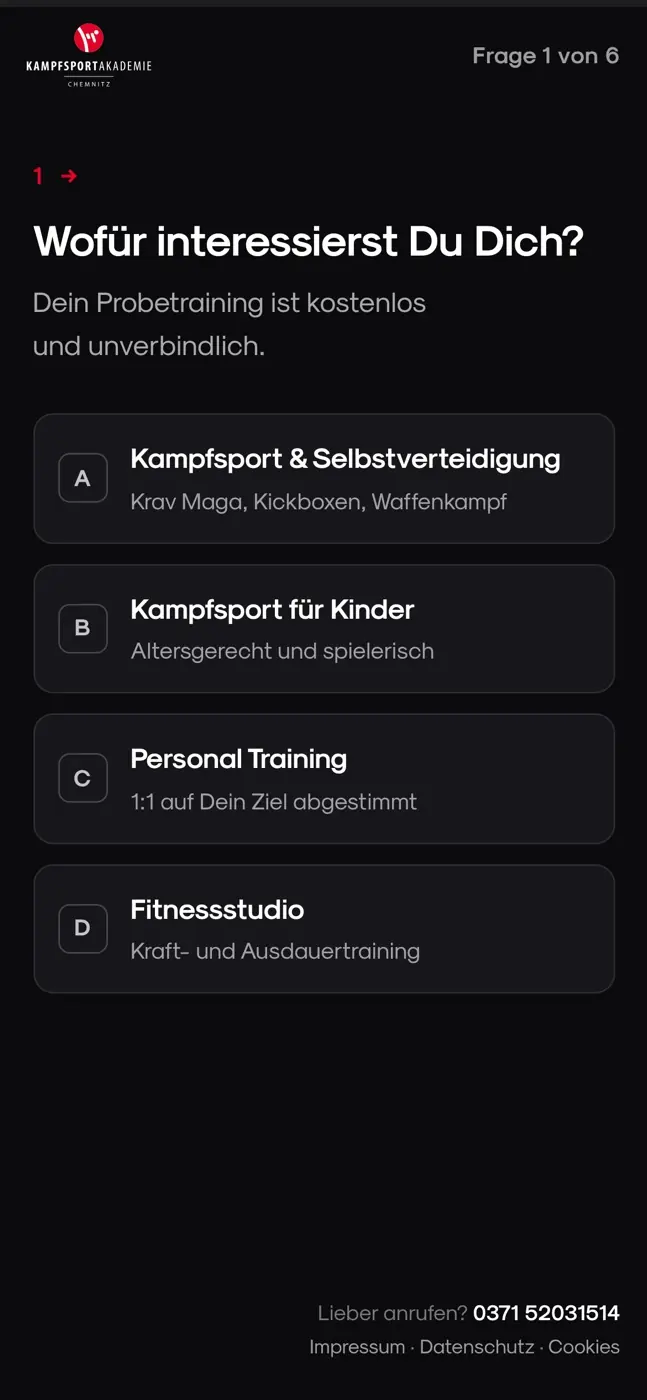 KAMPFSPORTAKADEMIE
CHEMNITZ
Frage 1 von 6
1 →
Wofür interessierst Du Dich?
Dein Probetraining ist kostenlos
und unverbindlich.
A
Kampfsport & Selbstverteidigung
Krav Maga, Kickboxen, Waffenkampf
B
Kampfsport für Kinder
Altersgerecht und spielerisch
C
Personal Training
1:1 auf Dein Ziel abgestimmt
D
Fitnessstudio
Kraft- und Ausdauertraining
Lieber anrufen? 0371 52031514
Impressum · Datenschutz · Cookies